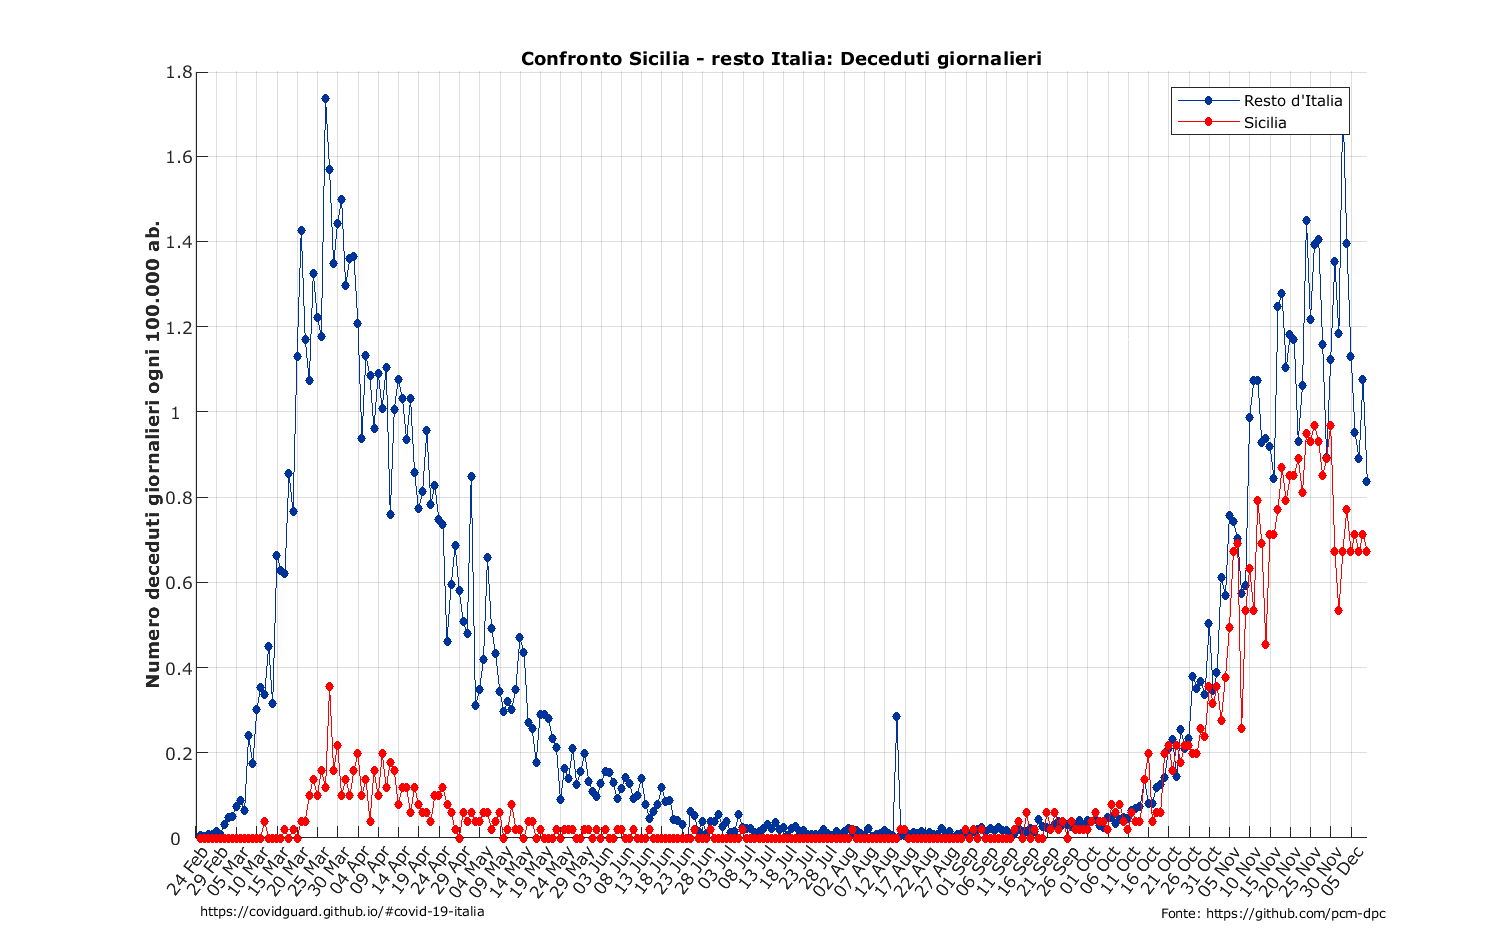 Confronto Sicilia - resto Italia: Deceduti giornalieri
Numero deceduti giornalieri ogni 100.000 ab.
1.8
1.6
1.4
1.2
1
0.8
0.6
0.4
0.2
0
Resto d'Italia
Sicilia
24 Feb
29 Feb
05 Mar
10 Mar
15 Mar
20 Mar
25 Mar
30 Mar
04 Apr
09 Apr
14 Apr
19 Apr
24 Apr
29 Apr
04 May
09 May
14 May
19 May
24 May
29 May
03 Jun
08 Jun
13 Jun
18 Jun
23 Jun
28 Jun
03 Jul
08 Jul
13 Jul
18 Jul
23 Jul
28 Jul
02 Aug
07 Aug
12 Aug
17 Aug
22 Aug
27 Aug
01 Sep
06 Sep
11 Sep
16 Sep
21 Sep
26 Sep
01 Oct
06 Oct
11 Oct
16 Oct
21 Oct
26 Oct
31 Oct
05 Nov
10 Nov
15 Nov
20 Nov
25 Nov
30 Nov
05 Dec
https://covidguard.github.io/#covid-19-italia
Fonte: https://github.com/pcm-dpc